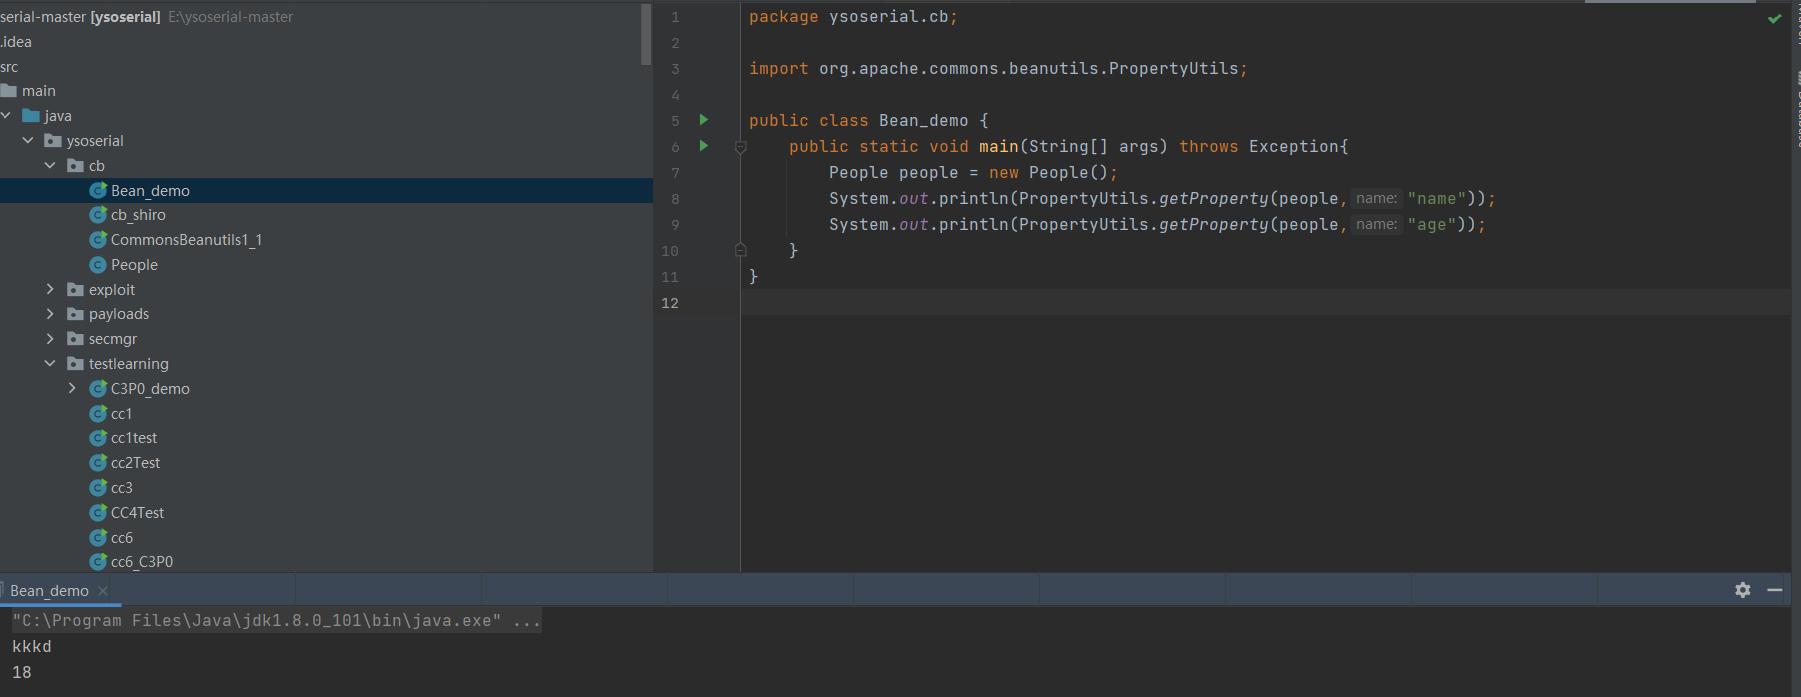 serial-master [ysoserial] E:\ysoserial-master
.idea
src
main
java
ysoserial
cb
Bean_demo
cb_shiro
CommonsBeanutils1_1
People
exploit
payloads
secmgr
testlearning
C3P0_demo
cc1
cc1test
cc2Test
cc3
CC4Test
cc6
cc6_C3P0
1 package ysoserial.cb;
2
3 import org.apache.commons.beanutils.PropertyUtils;
4
5 public class Bean_demo {
6 public static void main(String[] args) throws Exception{
7 People people = new People();
8 System.out.println(PropertyUtils.getProperty(people, name: "name"));
9 System.out.println(PropertyUtils.getProperty(people, name: "age"));
10 }
11 }
12
Bean_demo
"C:\Program Files\Java\jdk1.8.0_101\bin\java.exe" ...
kkkd
18